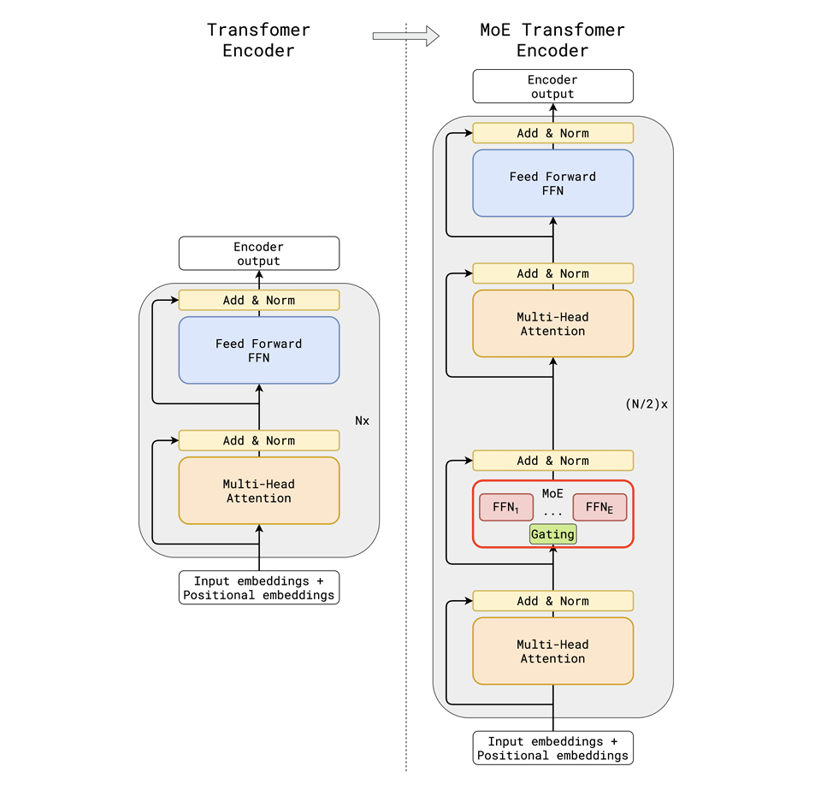 Transfomer
Encoder
MoE Transfomer
Encoder
Encoder
output
Add & Norm
Feed Forward
FFN
Add & Norm
Multi-Head
Attention
Nx
Input embeddings +
Positional embeddings
Encoder
output
Add & Norm
Feed Forward
FFN
Add & Norm
Multi-Head
Attention
(N/2)x
Add & Norm
MoE
FFN₁ ... FFN_E
Gating
Add & Norm
Multi-Head
Attention
Input embeddings +
Positional embeddings